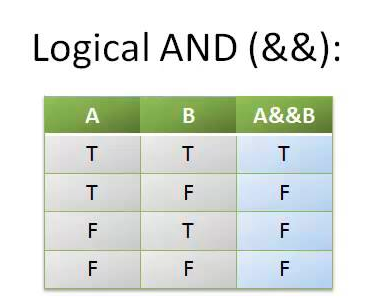 Logical AND (&&):
A B A&&B
T T T
T F F
F T F
F F F